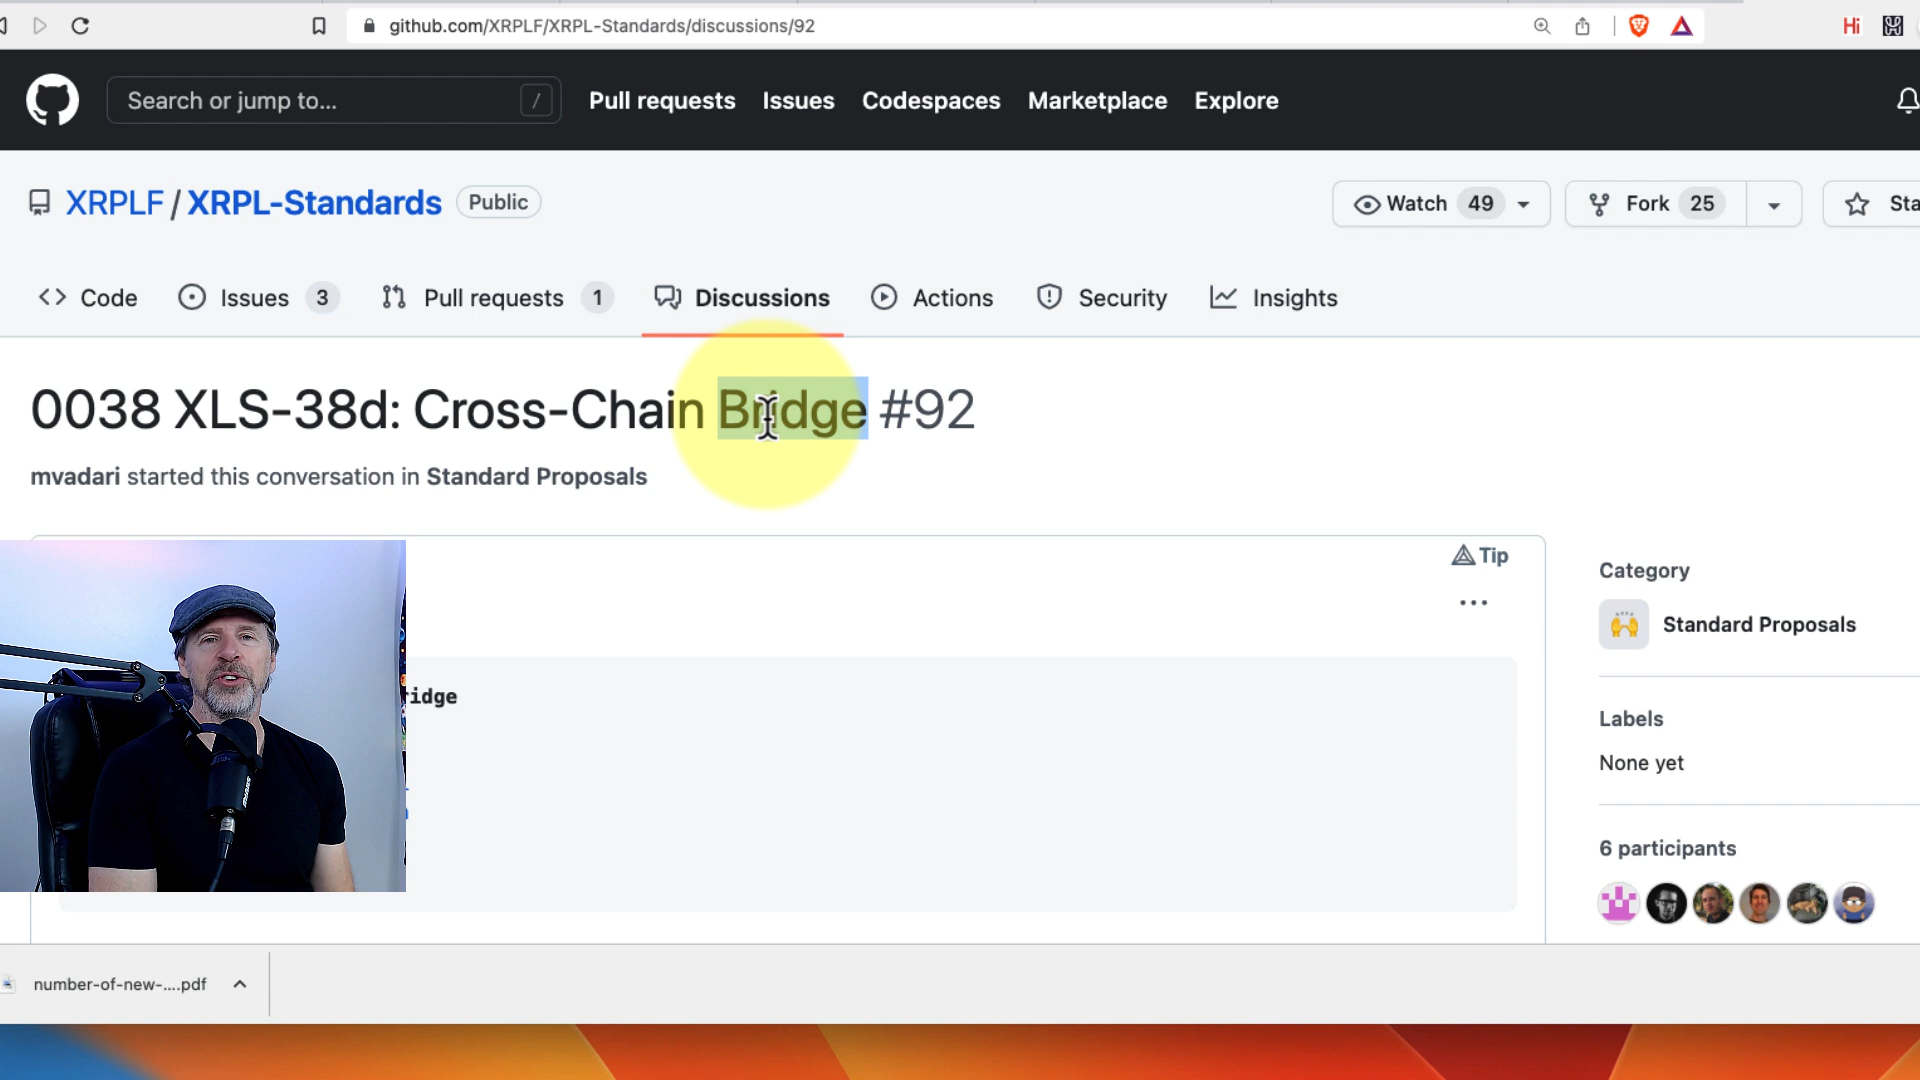 github.com/XRPLF/XRPL-Standards/discussions/92
Hi
Search or jump to... /
Pull requests Issues Codespaces Marketplace Explore
XRPLF / XRPL-Standards Public
Watch 49
Fork 25
Sta
Code
Issues 3
Pull requests 1
Discussions
Actions
Security
Insights
0038 XLS-38d: Cross-Chain Bridge #92
mvadari started this conversation in Standard Proposals
Tip
ridge
Category
Standard Proposals
Labels
None yet
6 participants
number-of-new-....pdf